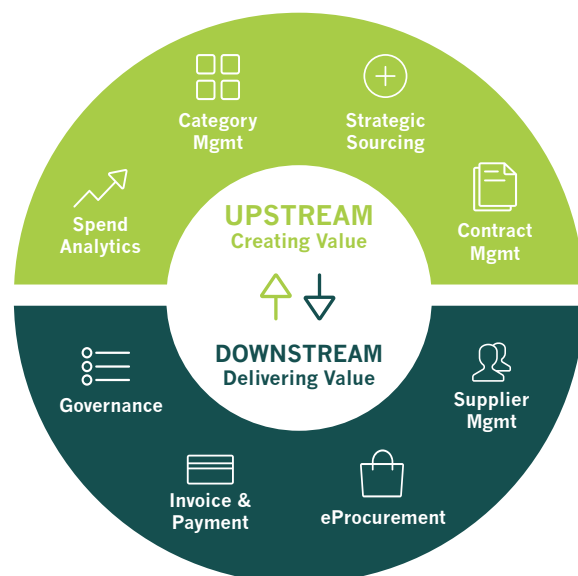 Category
Mgmt
Strategic
Sourcing
Spend
Analytics
UPSTREAM
Creating Value
Contract
Mgmt
DOWNSTREAM
Delivering Value
Governance
Supplier
Mgmt
Invoice &
Payment
eProcurement